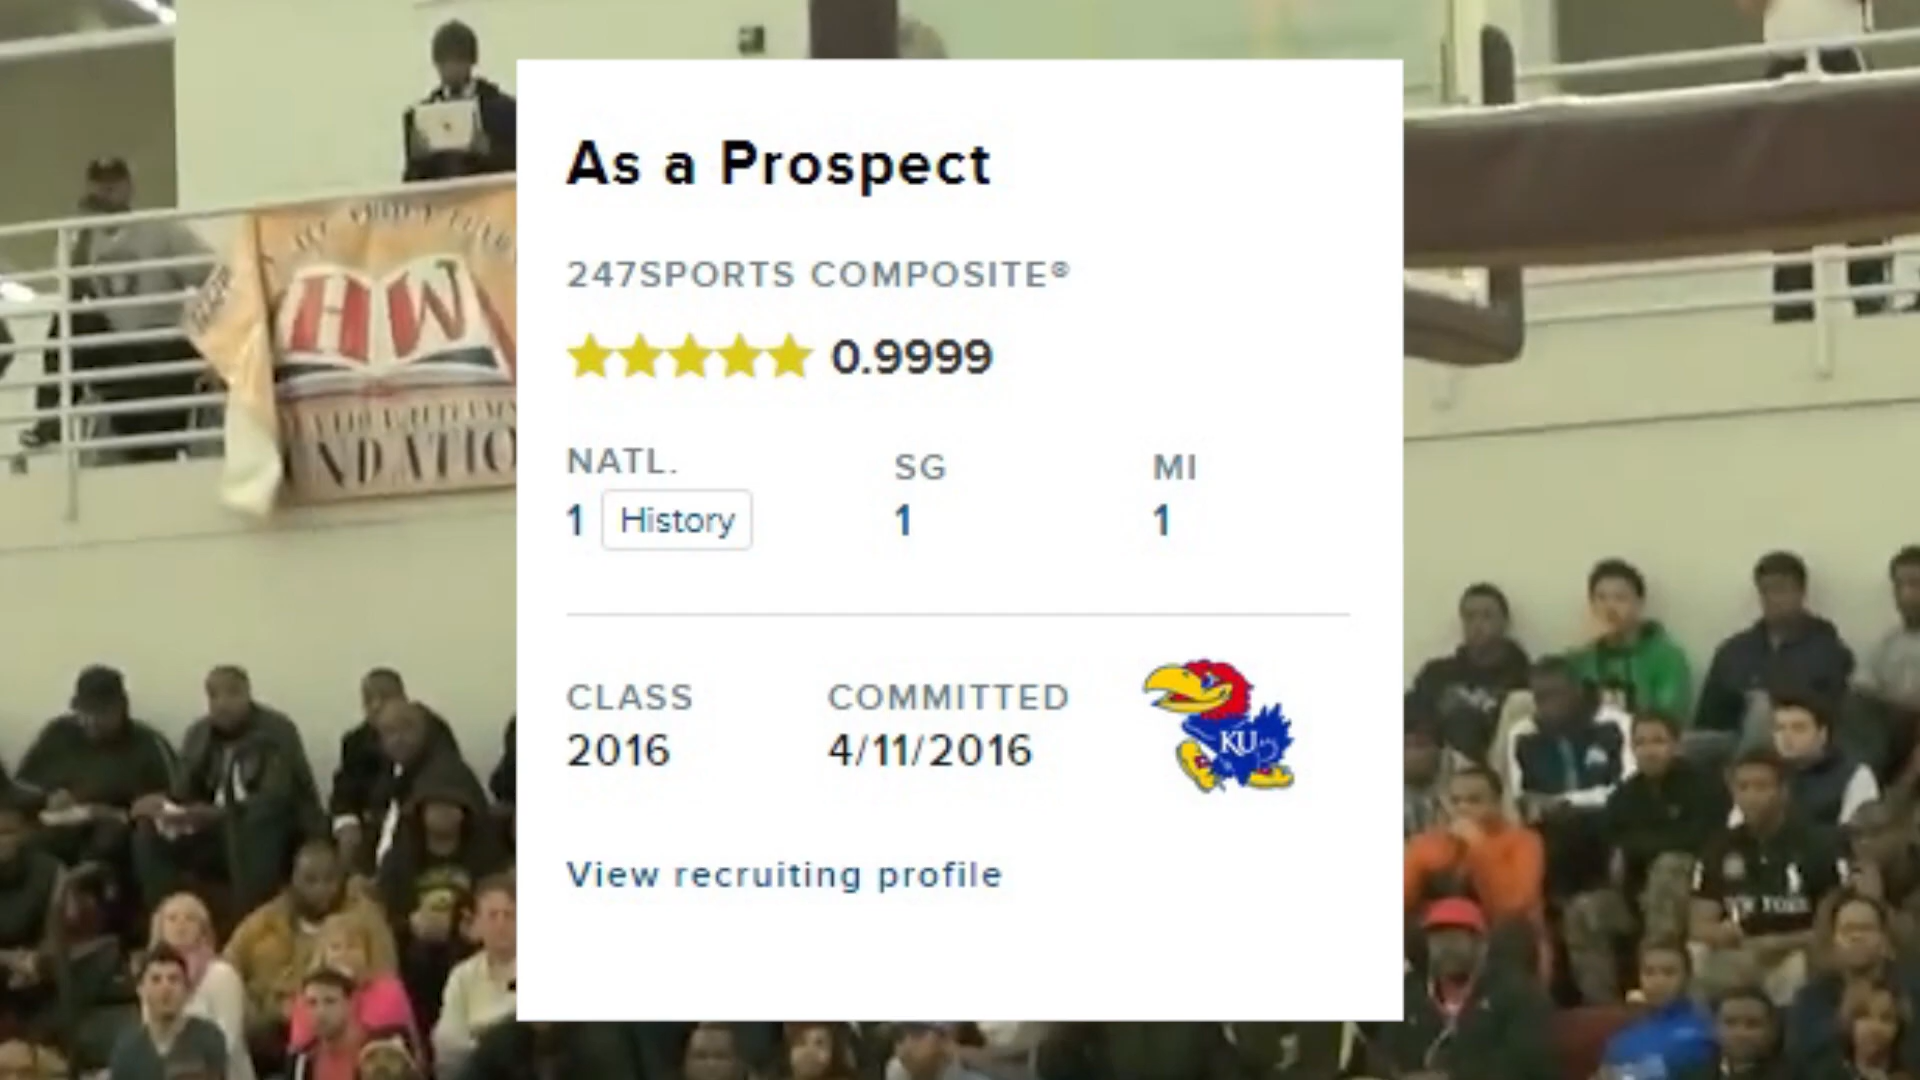 As a Prospect
247SPORTS COMPOSITE®
0.9999
NATL. SG MI
1 History 1 1
CLASS COMMITTED
2016 4/11/2016
KU
View recruiting profile
HW